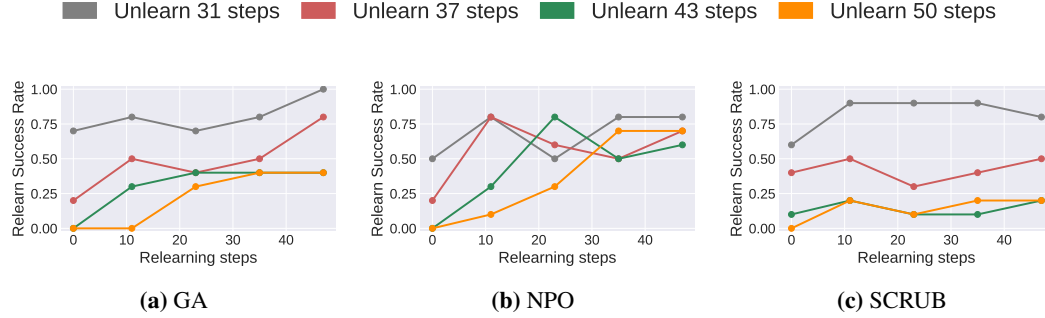 Unlearn 31 steps Unlearn 37 steps Unlearn 43 steps Unlearn 50 steps
Relearn Success Rate
1.00
0.75
0.50
0.25
0.00
0 10 20 30 40
Relearning steps
(a) GA
Relearn Success Rate
1.00
0.75
0.50
0.25
0.00
0 10 20 30 40
Relearning steps
(b) NPO
Relearn Success Rate
1.00
0.75
0.50
0.25
0.00
0 10 20 30 40
Relearning steps
(c) SCRUB